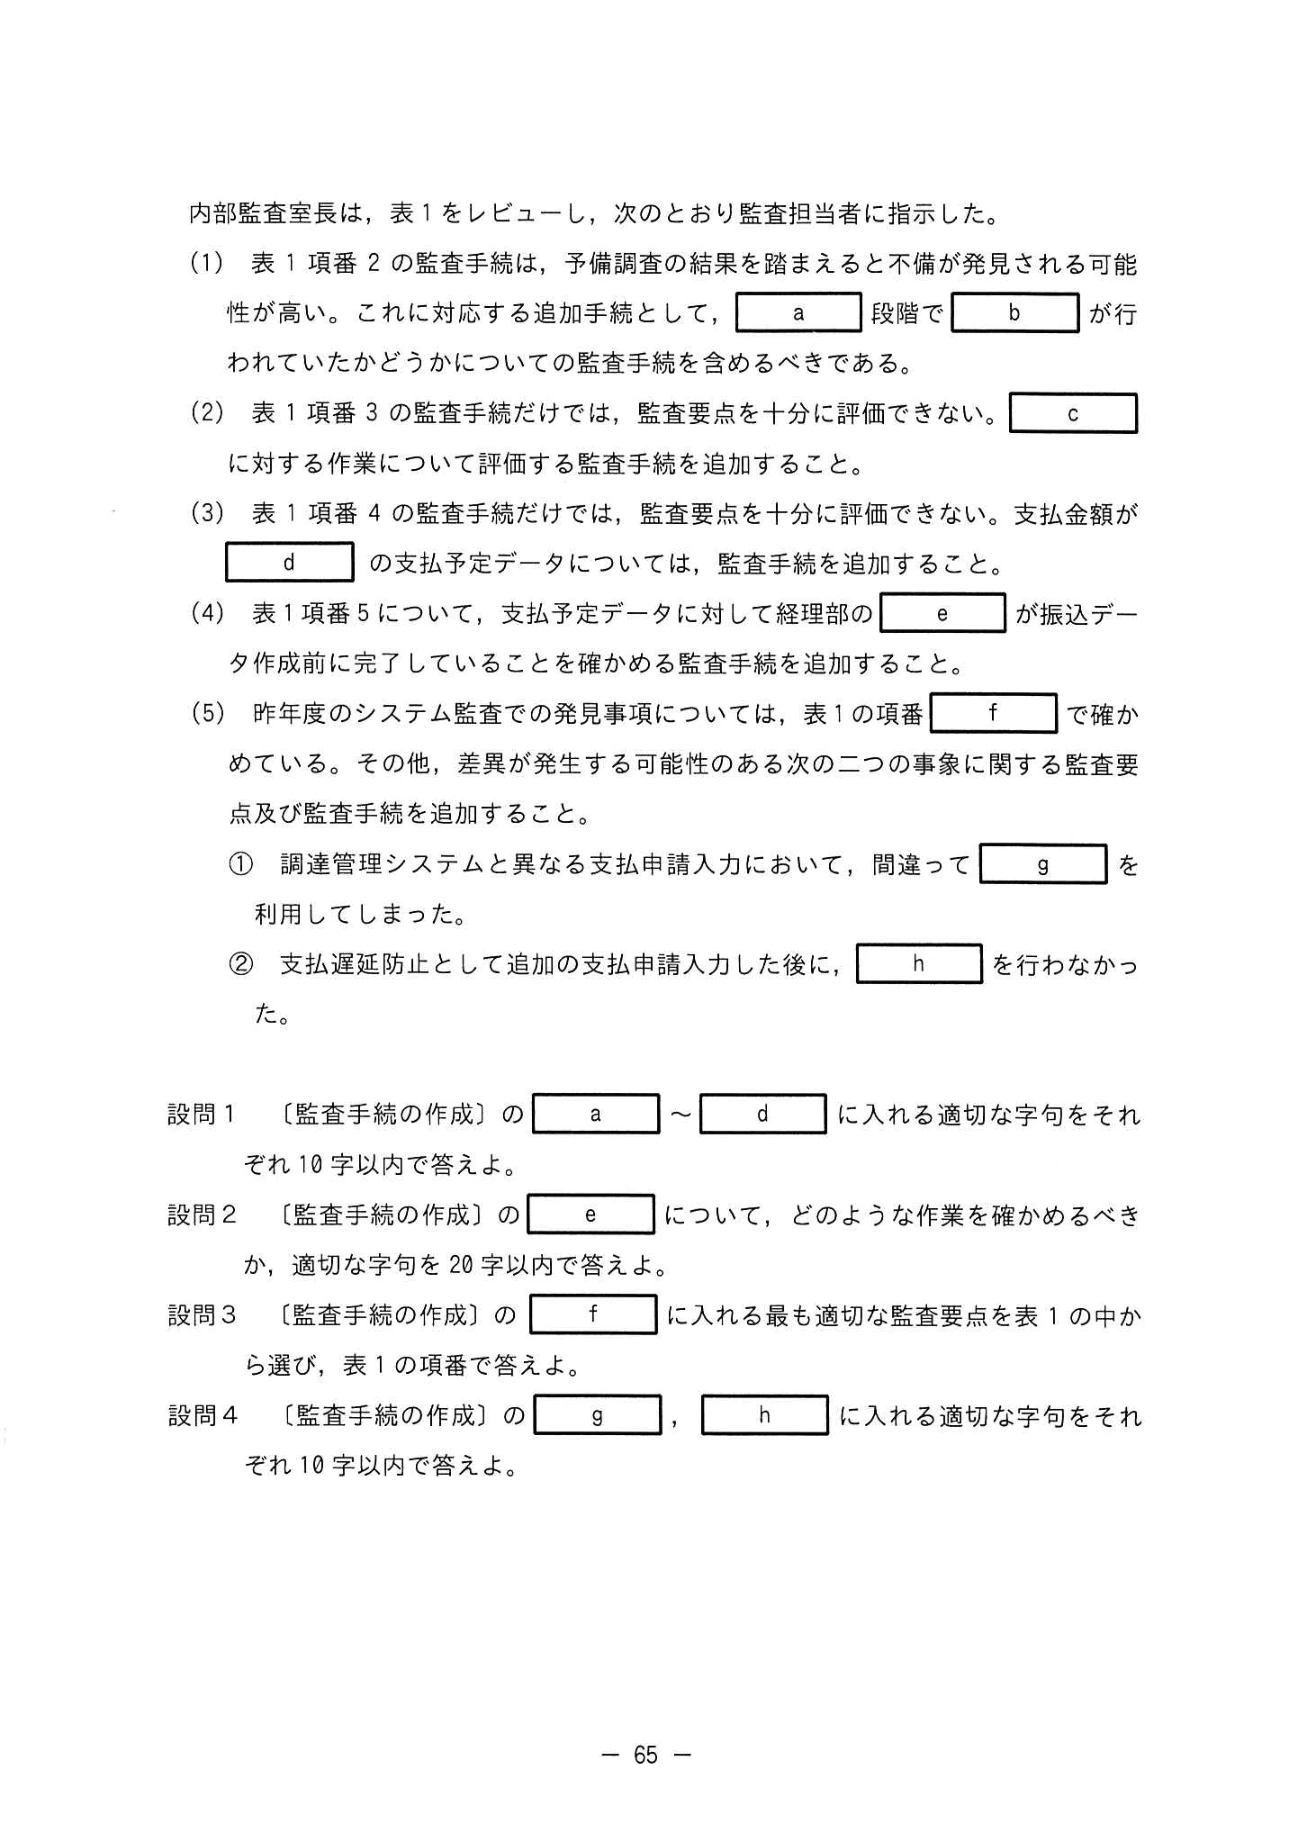 内部監査室長は，表1をレビューし，次のとおり監査担当者に指示した。
(1) 表1項番2の監査手続は，予備調査の結果を踏まえると不備が発見される可能
性が高い。これに対応する追加手続として， a 段階で b が行
われていたかどうかについての監査手続を含めるべきである。
(2) 表1項番3の監査手続だけでは，監査要点を十分に評価できない。 c
に対する作業について評価する監査手続を追加すること。
(3) 表1項番4の監査手続だけでは，監査要点を十分に評価できない。支払金額が
d の支払予定データについては，監査手続を追加すること。
(4) 表1項番5について，支払予定データに対して経理部の e が振込デー
タ作成前に完了していることを確かめる監査手続を追加すること。
(5) 昨年度のシステム監査での発見事項については，表1の項番 f で確か
めている。その他，差異が発生する可能性のある次の二つの事象に関する監査要
点及び監査手続を追加すること。
① 調達管理システムと異なる支払申請入力において，間違って g を
利用してしまった。
② 支払遅延防止として追加の支払申請入力した後に， h を行わなかっ
た。
設問1 〔監査手続の作成〕の a ～ d に入れる適切な字句をそれ
ぞれ10字以内で答えよ。
設問2 〔監査手続の作成〕の e について，どのような作業を確かめるべき
か，適切な字句を20字以内で答えよ。
設問3 〔監査手続の作成〕の f に入れる最も適切な監査要点を表1の中か
ら選び，表1の項番で答えよ。
設問4 〔監査手続の作成〕の g ， h に入れる適切な字句をそれ
ぞれ10字以内で答えよ。
－ 65 －